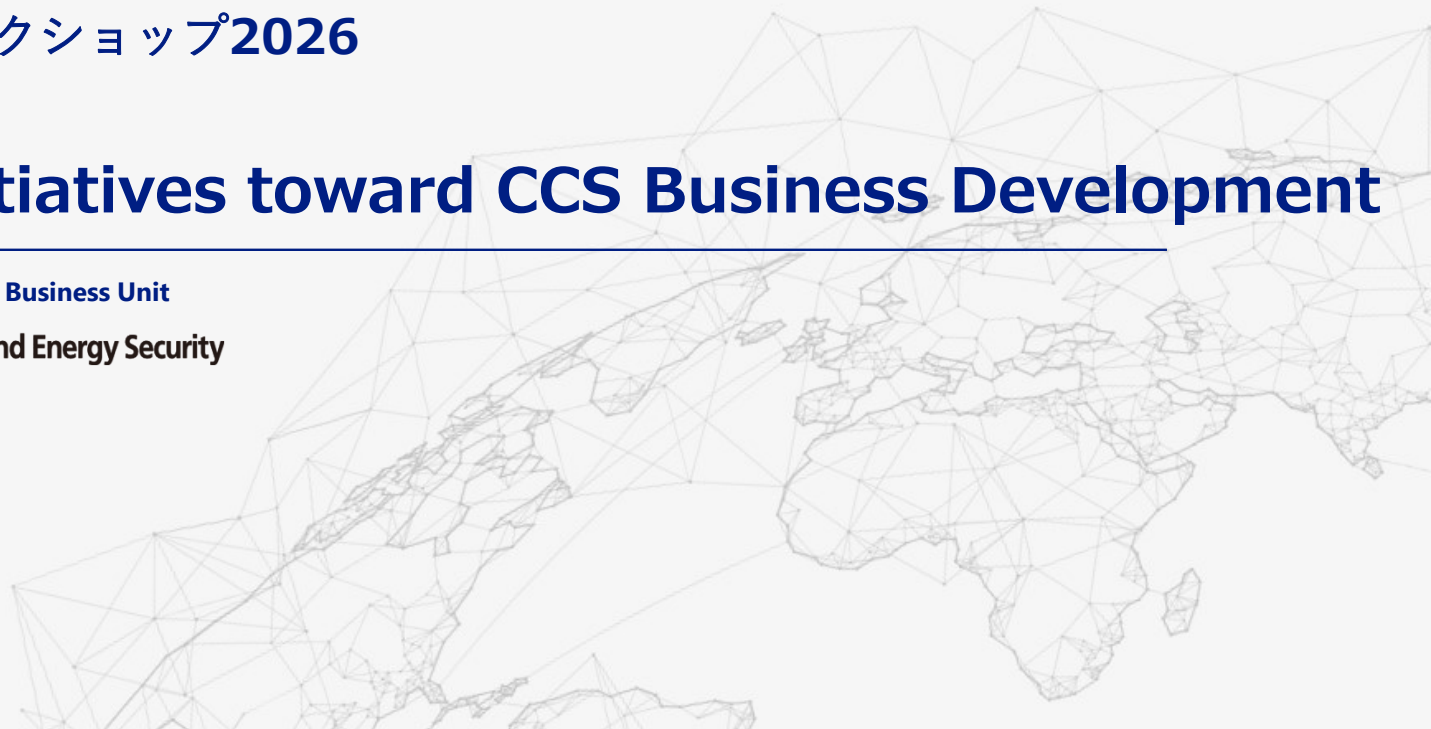 クショップ2026
tiatives toward CCS Business Development
Business Unit
nd Energy Security